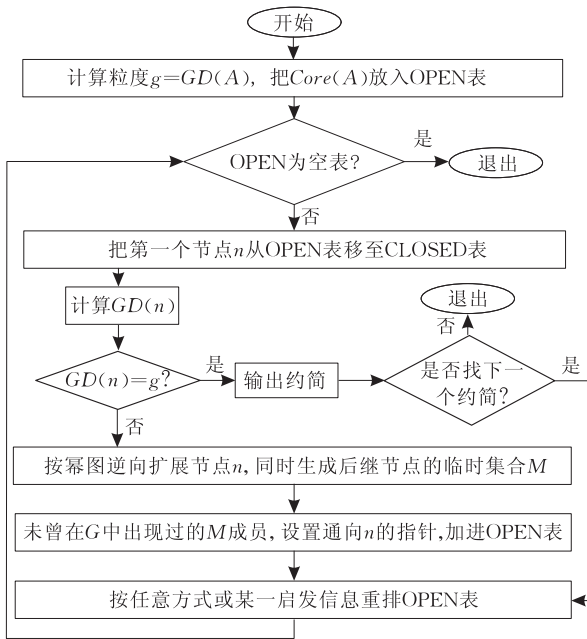 开始
计算粒度g=GD(A), 把Core(A)放入OPEN表
OPEN为空表?
是
退出
否
把第一个节点n从OPEN表移至CLOSED表
计算GD(n)
退出
否
GD(n)=g?
是
输出约简
是否找下一
个约简?
是
否
按幂图逆向扩展节点n,同时生成后继节点的临时集合M
未曾在G中出现过的M成员,设置通向n的指针,加进OPEN表
按任意方式或某一启发信息重排OPEN表